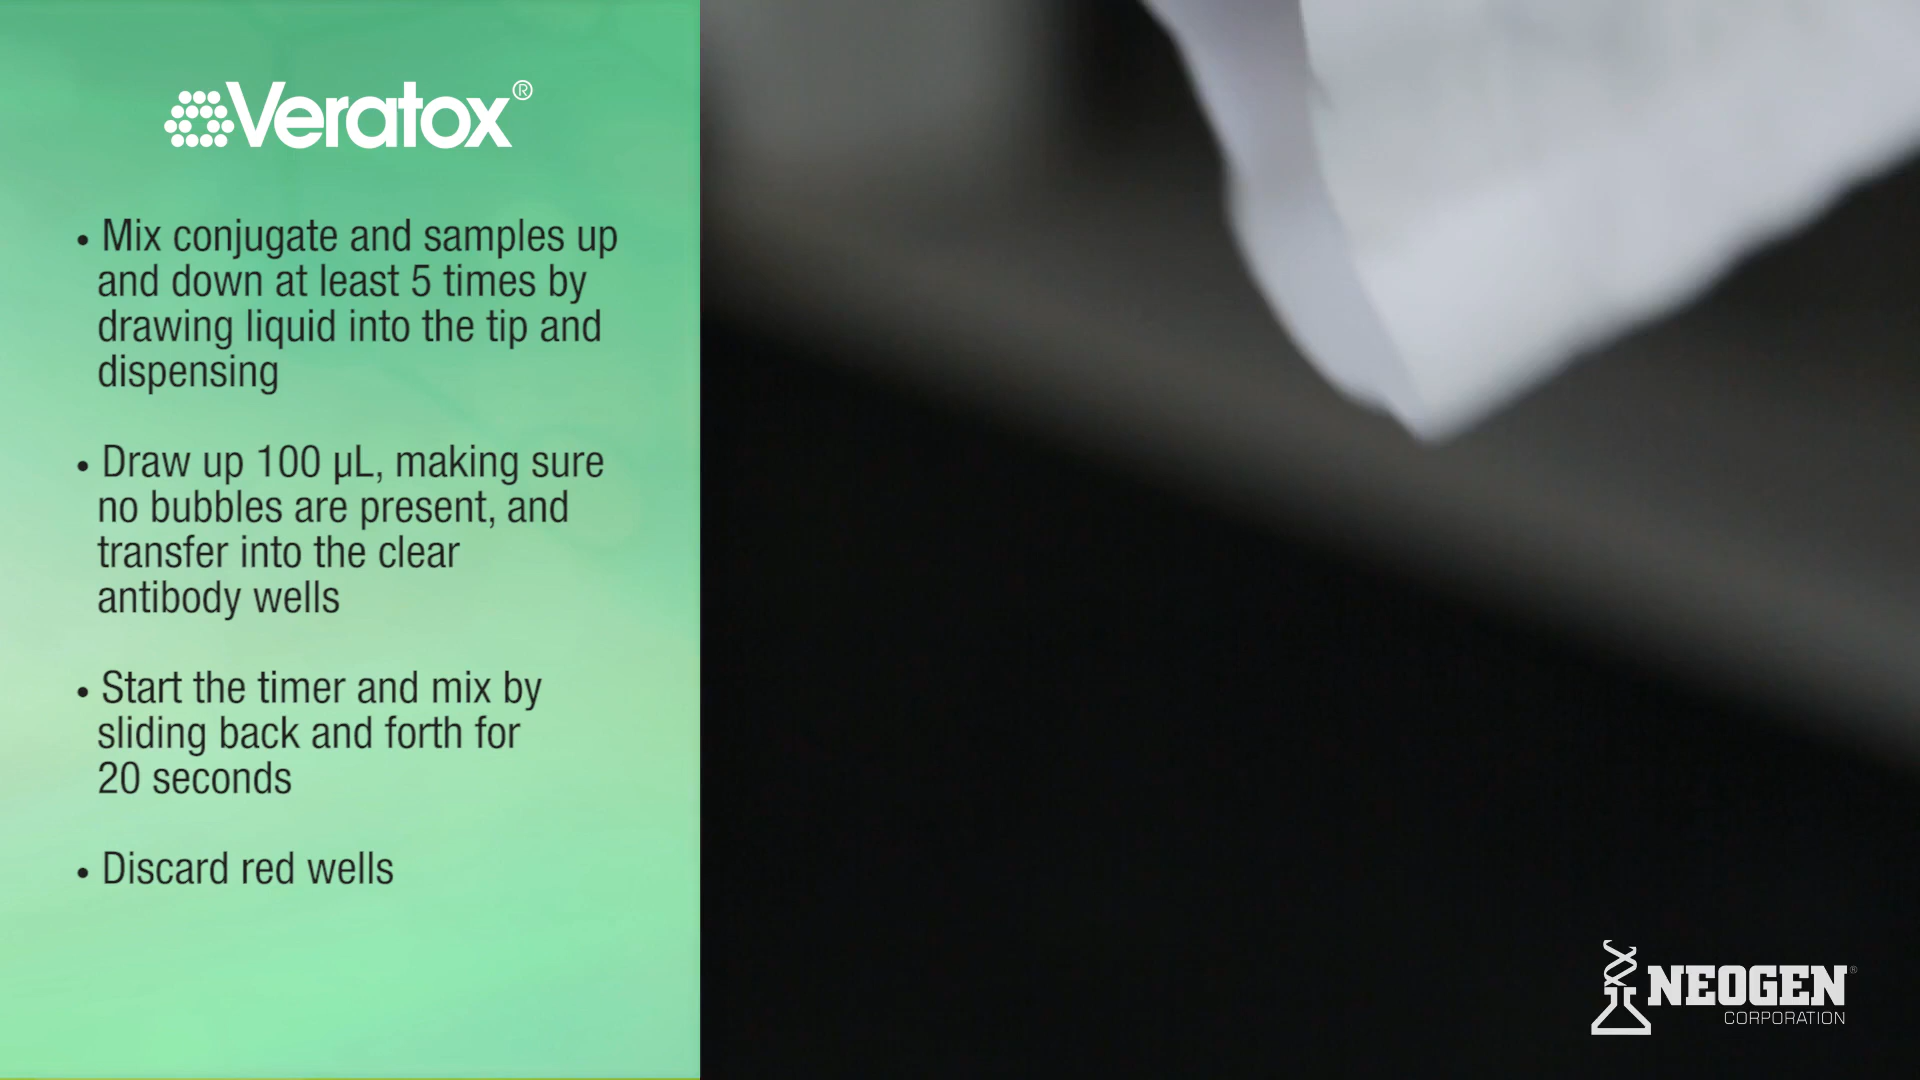 Veratox®
• Mix conjugate and samples up
and down at least 5 times by
drawing liquid into the tip and
dispensing
• Draw up 100 µL, making sure
no bubbles are present, and
transfer into the clear
antibody wells
• Start the timer and mix by
sliding back and forth for
20 seconds
• Discard red wells
NEOGEN®
CORPORATION